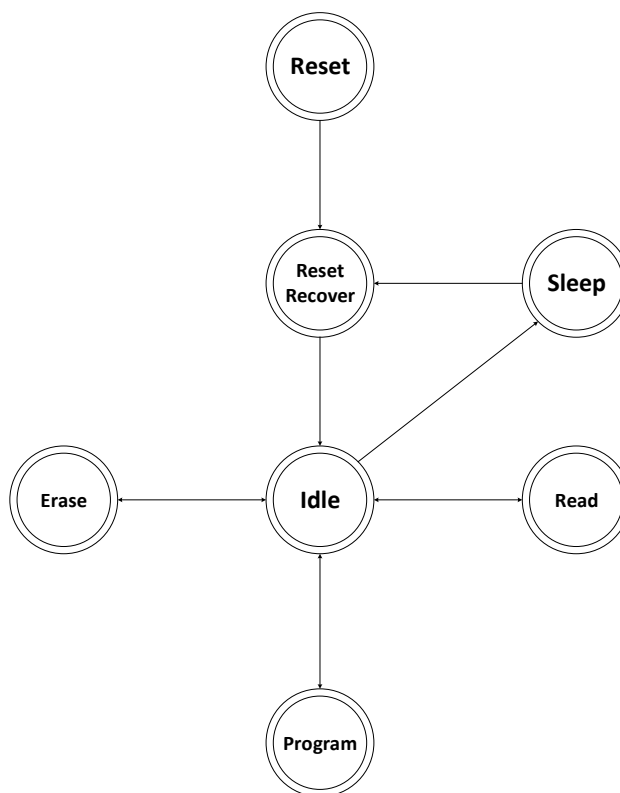 Reset
Reset
Recover
Sleep
Erase
Idle
Read
Program